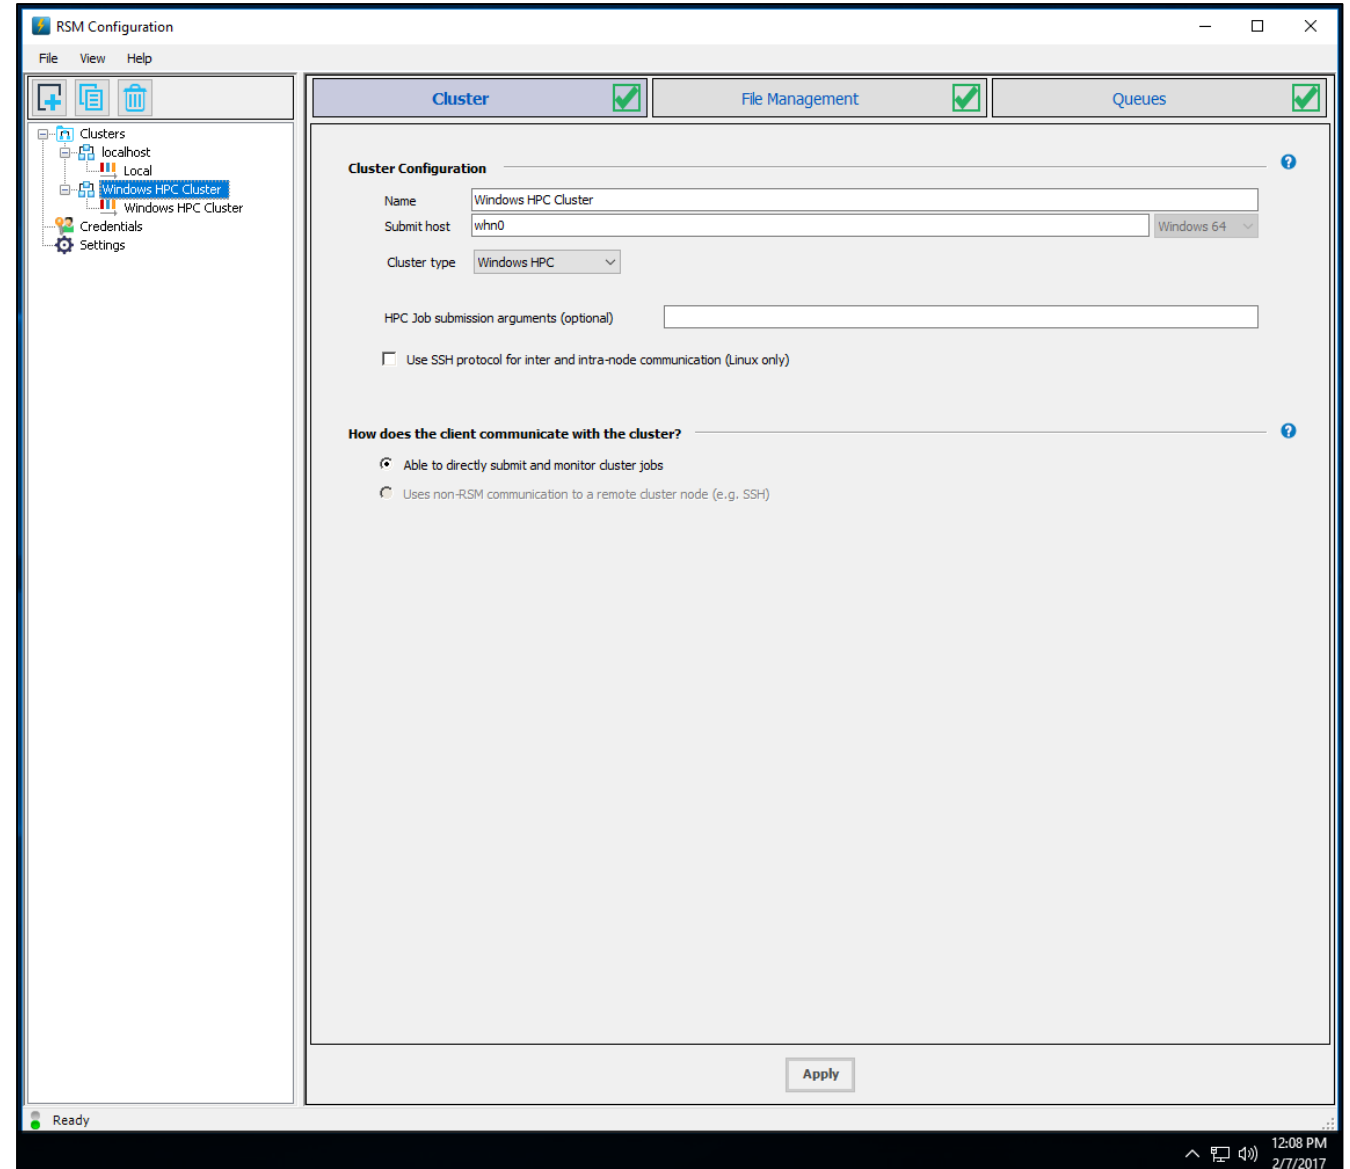 RSM Configuration
File View Help
Cluster File Management Queues
Clusters
localhost
Local
Windows HPC Cluster
Windows HPC Cluster
Credentials
Settings
Cluster Configuration
Name Windows HPC Cluster
Submit host whn0 Windows 64
Cluster type Windows HPC
HPC Job submission arguments (optional)
Use SSH protocol for inter and intra-node communication (Linux only)
How does the client communicate with the cluster?
Able to directly submit and monitor cluster jobs
Uses non-RSM communication to a remote cluster node (e.g. SSH)
Apply
Ready
12:08 PM
2/7/2017